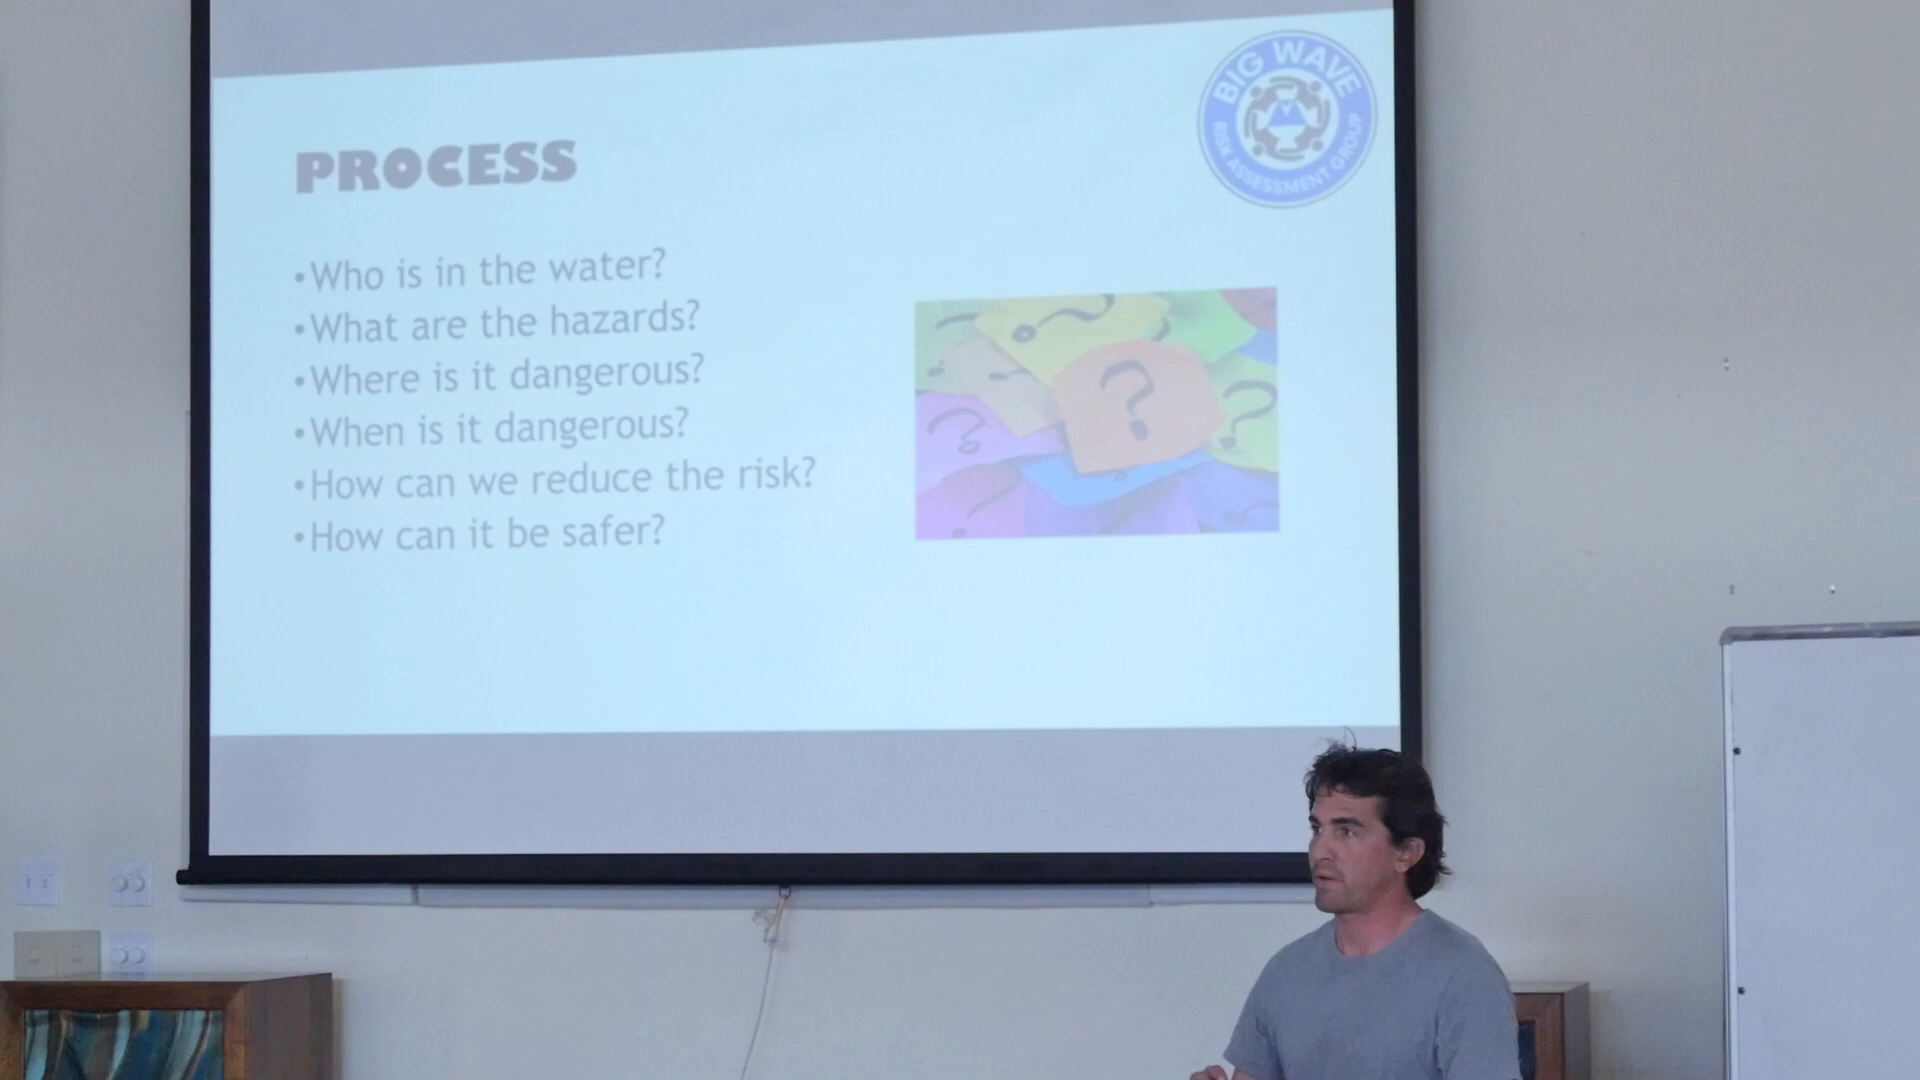 BIG WAVE
RISK ASSESSMENT GROUP
PROCESS
•Who is in the water?
•What are the hazards?
•Where is it dangerous?
•When is it dangerous?
•How can we reduce the risk?
•How can it be safer?
? ? ? ?